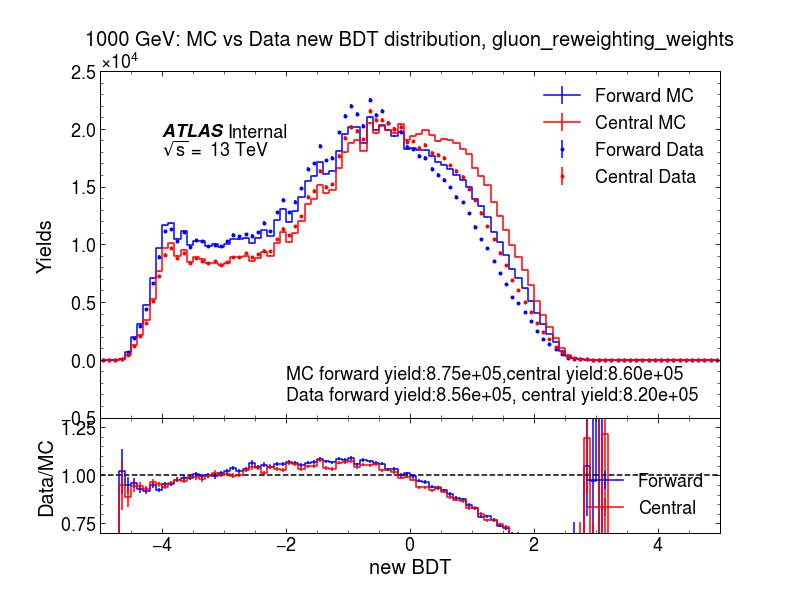 1000 GeV: MC vs Data new BDT distribution, gluon_reweighting_weights
×10⁴
2.5
2.0
1.5
1.0
0.5
0.0
0.5
Yields
ATLAS Internal
√s = 13 TeV
Forward MC
Central MC
Forward Data
Central Data
MC forward yield:8.75e+05,central yield:8.60e+05
Data forward yield:8.56e+05, central yield:8.20e+05
1.25
1.00
0.75
Data/MC
Forward
Central
−4
−2
0
2
4
new BDT